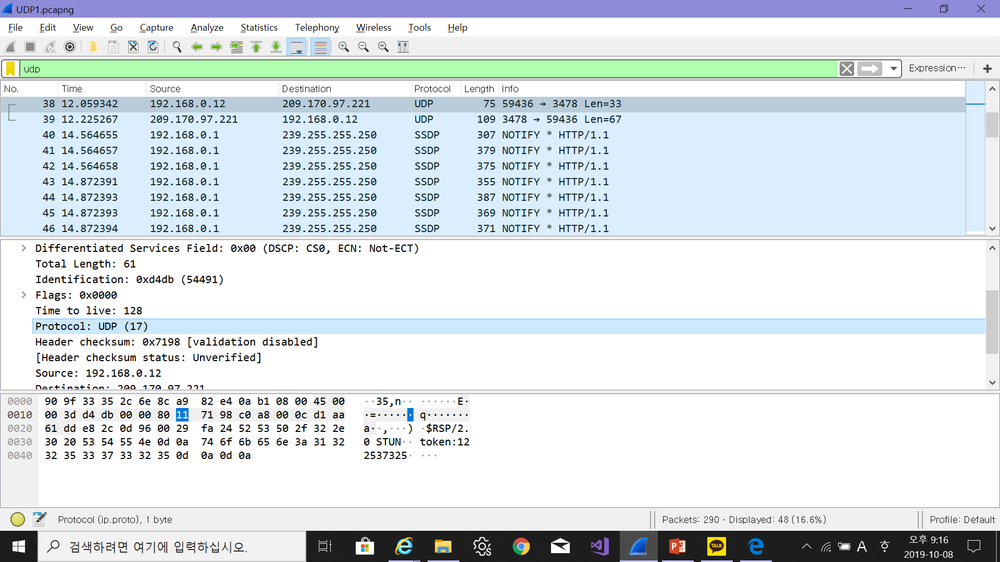 UDP1.pcapng
File Edit View Go Capture Analyze Statistics Telephony Wireless Tools Help
udp
Expression…
No. Time Source Destination Protocol Length Info
38 12.059342 192.168.0.12 209.170.97.221 UDP 75 59436 → 3478 Len=33
39 12.225267 209.170.97.221 192.168.0.12 UDP 109 3478 → 59436 Len=67
40 14.564655 192.168.0.1 239.255.255.250 SSDP 307 NOTIFY * HTTP/1.1
41 14.564657 192.168.0.1 239.255.255.250 SSDP 379 NOTIFY * HTTP/1.1
42 14.564658 192.168.0.1 239.255.255.250 SSDP 375 NOTIFY * HTTP/1.1
43 14.872391 192.168.0.1 239.255.255.250 SSDP 355 NOTIFY * HTTP/1.1
44 14.872393 192.168.0.1 239.255.255.250 SSDP 387 NOTIFY * HTTP/1.1
45 14.872393 192.168.0.1 239.255.255.250 SSDP 369 NOTIFY * HTTP/1.1
46 14.872394 192.168.0.1 239.255.255.250 SSDP 371 NOTIFY * HTTP/1.1
Differentiated Services Field: 0x00 (DSCP: CS0, ECN: Not-ECT)
Total Length: 61
Identification: 0xd4db (54491)
Flags: 0x0000
Time to live: 128
Protocol: UDP (17)
Header checksum: 0x7198 [validation disabled]
[Header checksum status: Unverified]
Source: 192.168.0.12
Destination: 209.170.97.221
0000 90 9f 33 35 2c 6e 8c a9 82 e4 0a b1 08 00 45 00 ··35,n·· ······E·
0010 00 3d d4 db 00 00 80 11 71 98 c0 a8 00 0c d1 aa ·=······ q·······
0020 61 dd e8 2c 0d 96 00 29 fa 24 52 53 50 2f 32 2e a··,···) ·$RSP/2.
0030 30 20 53 54 55 4e 0d 0a 74 6f 6b 65 6e 3a 31 32 0 STUN·· token:12
0040 32 35 33 37 33 32 35 0d 0a 0d 0a 2537325· ···
Protocol (ip.proto), 1 byte
Packets: 290 · Displayed: 48 (16.6%)
Profile: Default
검색하려면 여기에 입력하십시오.
TALK
A
오후 9:16
2019-10-08